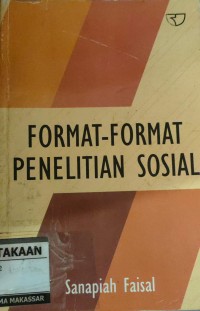 FORMAT-FORMAT
PENELITIAN SOSIAL
TAKAAN
MA MAKASSAR
Sanapiah Faisal